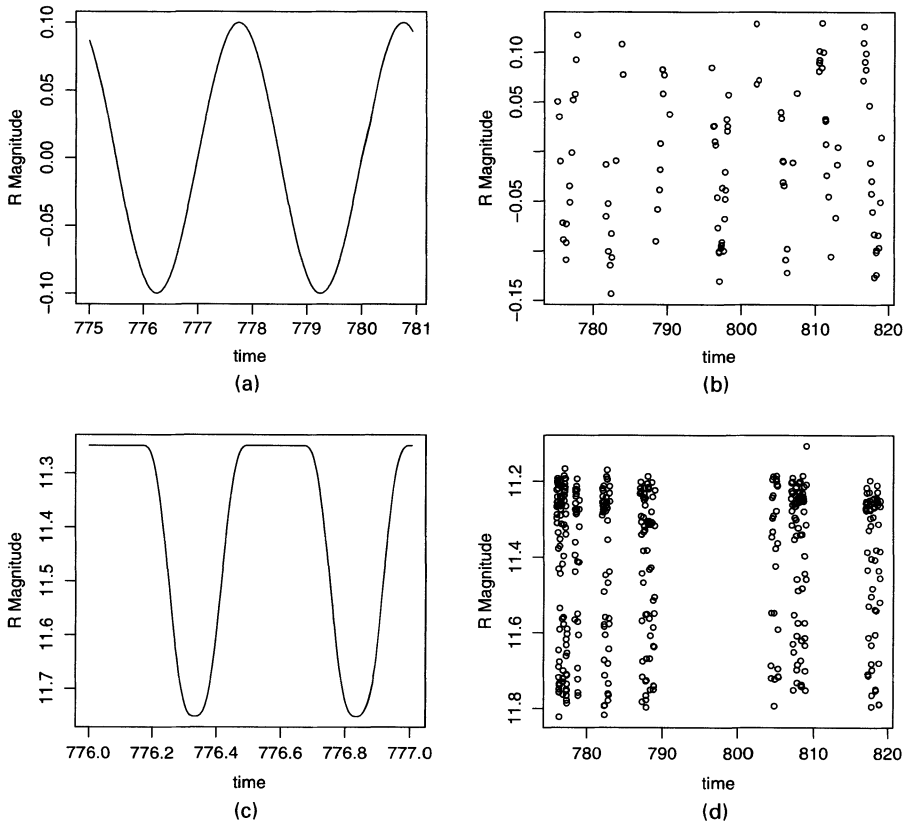 0.10
0.05
0.00
−0.05
−0.10
R Magnitude
775 776 777 778 779 780 781
time
(a)
0.10
0.05
−0.05
−0.15
R Magnitude
780 790 800 810 820
time
(b)
11.3
11.4
11.5
11.6
11.7
R Magnitude
776.0 776.2 776.4 776.6 776.8 777.0
time
(c)
11.2
11.4
11.6
11.8
R Magnitude
780 790 800 810 820
time
(d)